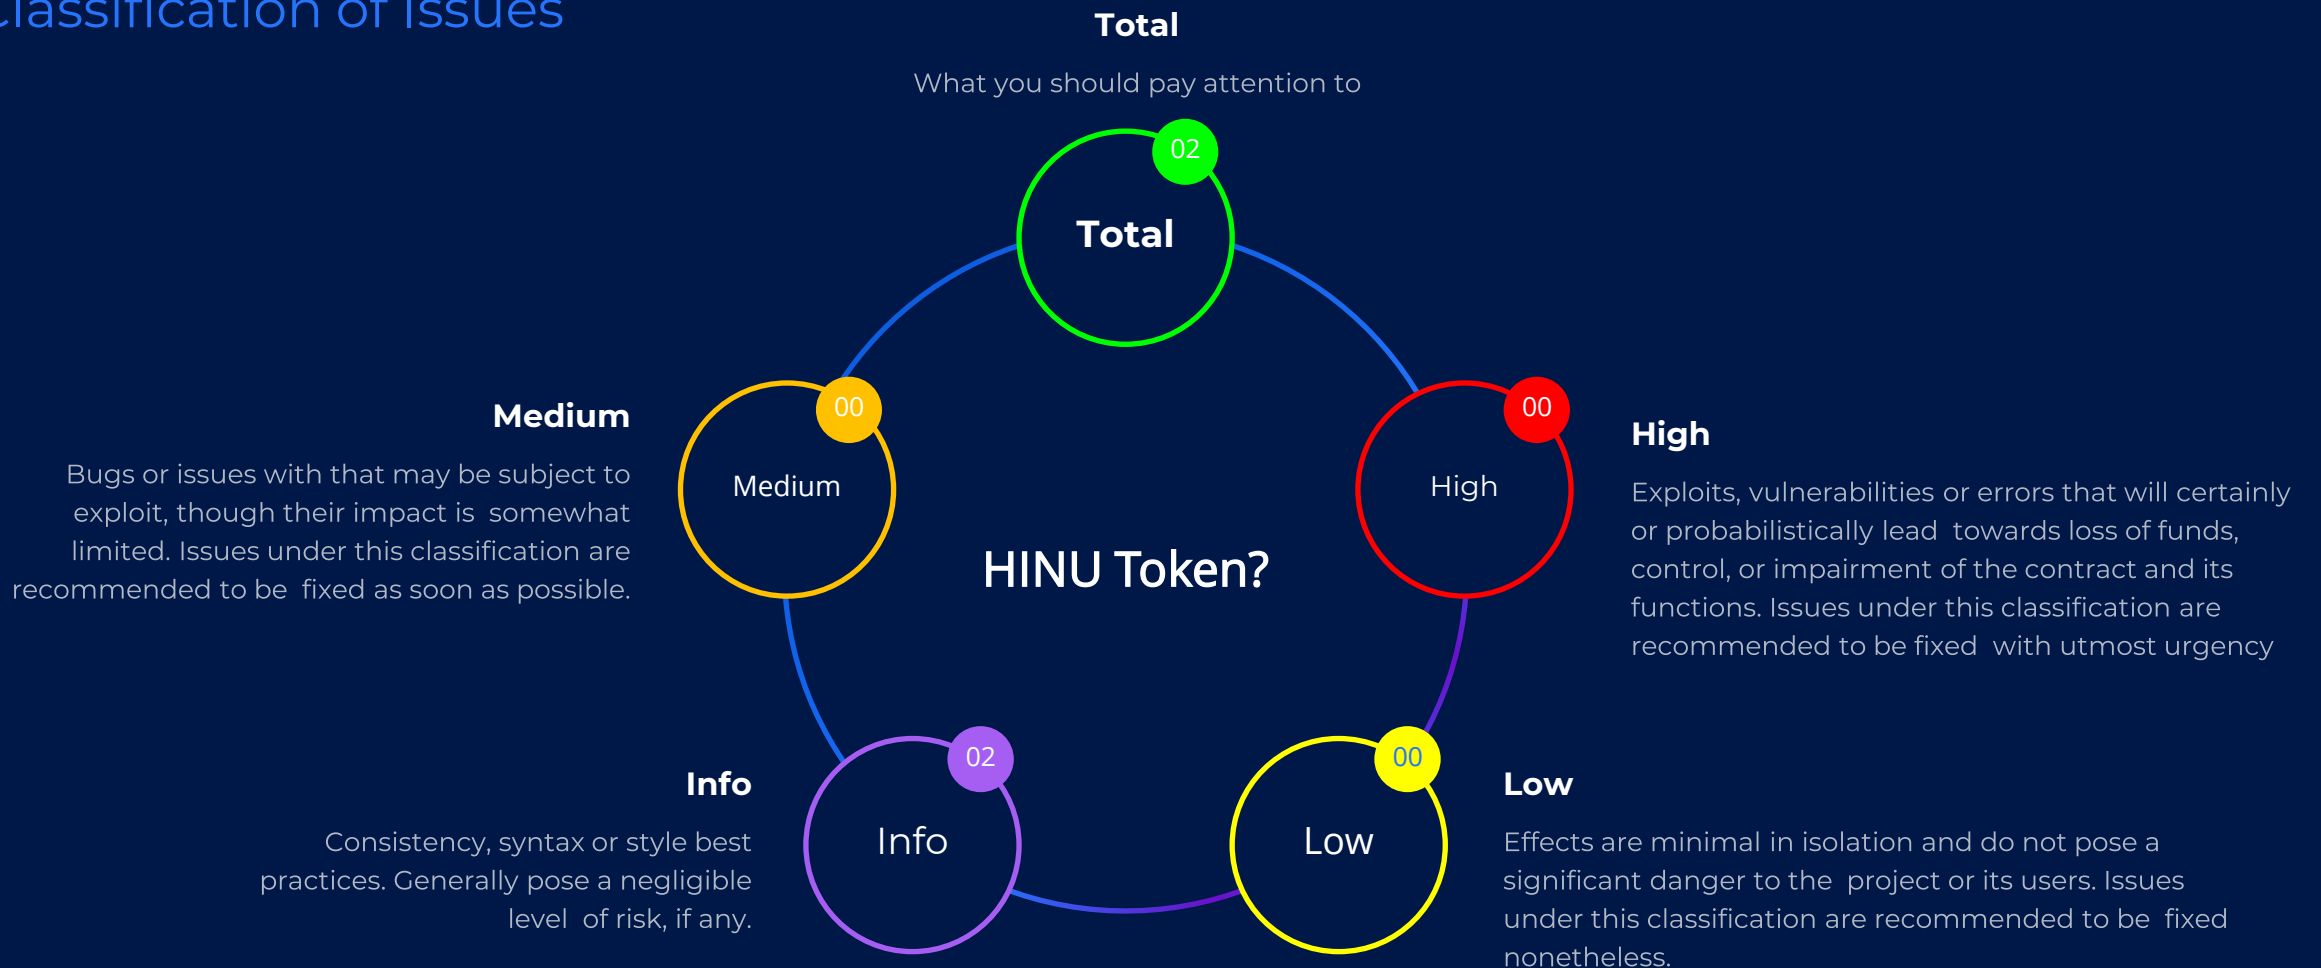 Classification of Issues
Total
What you should pay attention to
02
Total
Medium
Bugs or issues with that may be subject to
exploit, though their impact is somewhat
limited. Issues under this classification are
recommended to be fixed as soon as possible.
00
Medium
00
High
High
Exploits, vulnerabilities or errors that will certainly
or probabilistically lead towards loss of funds,
control, or impairment of the contract and its
functions. Issues under this classification are
recommended to be fixed with utmost urgency
HINU Token?
Info
Consistency, syntax or style best
practices. Generally pose a negligible
level of risk, if any.
02
Info
00
Low
Low
Effects are minimal in isolation and do not pose a
significant danger to the project or its users. Issues
under this classification are recommended to be fixed
nonetheless.